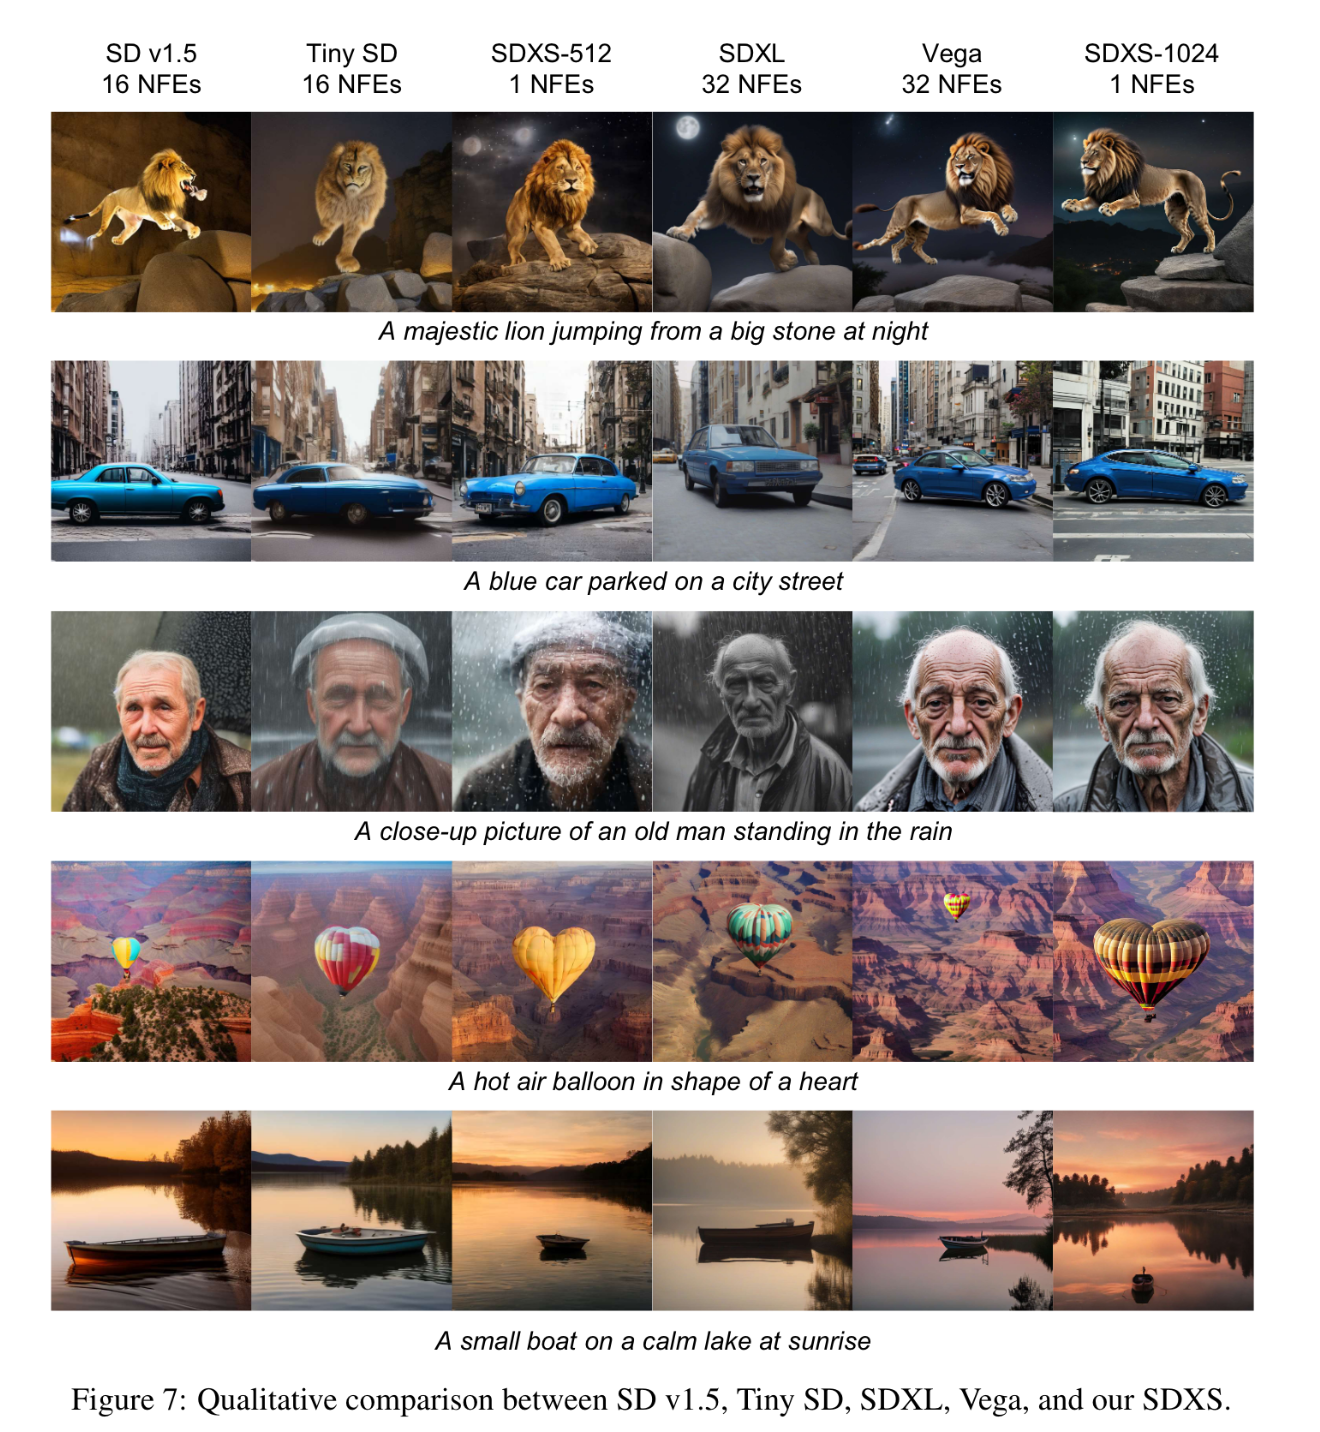 SD v1.5 Tiny SD SDXS-512 SDXL Vega SDXS-1024
16 NFEs 16 NFEs 1 NFEs 32 NFEs 32 NFEs 1 NFEs
A majestic lion jumping from a big stone at night
A blue car parked on a city street
A close-up picture of an old man standing in the rain
A hot air balloon in shape of a heart
A small boat on a calm lake at sunrise
Figure 7: Qualitative comparison between SD v1.5, Tiny SD, SDXL, Vega, and our SDXS.